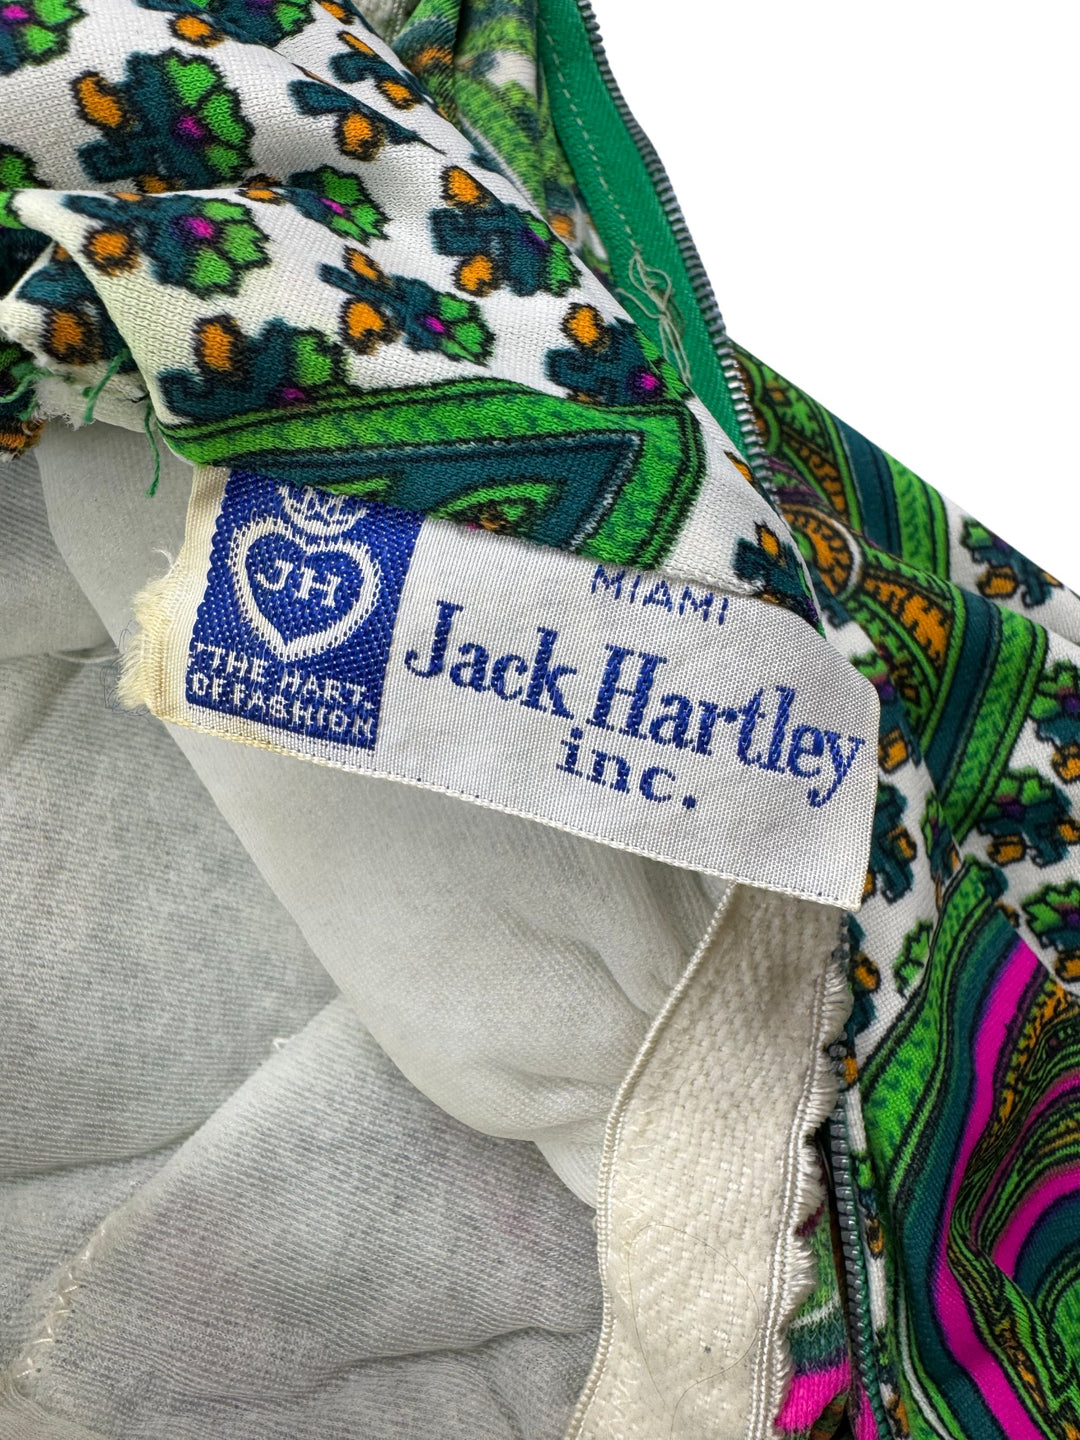 M
JH
"THE HART
OF FASHION
MIAMI
Jack Hartley
inc.